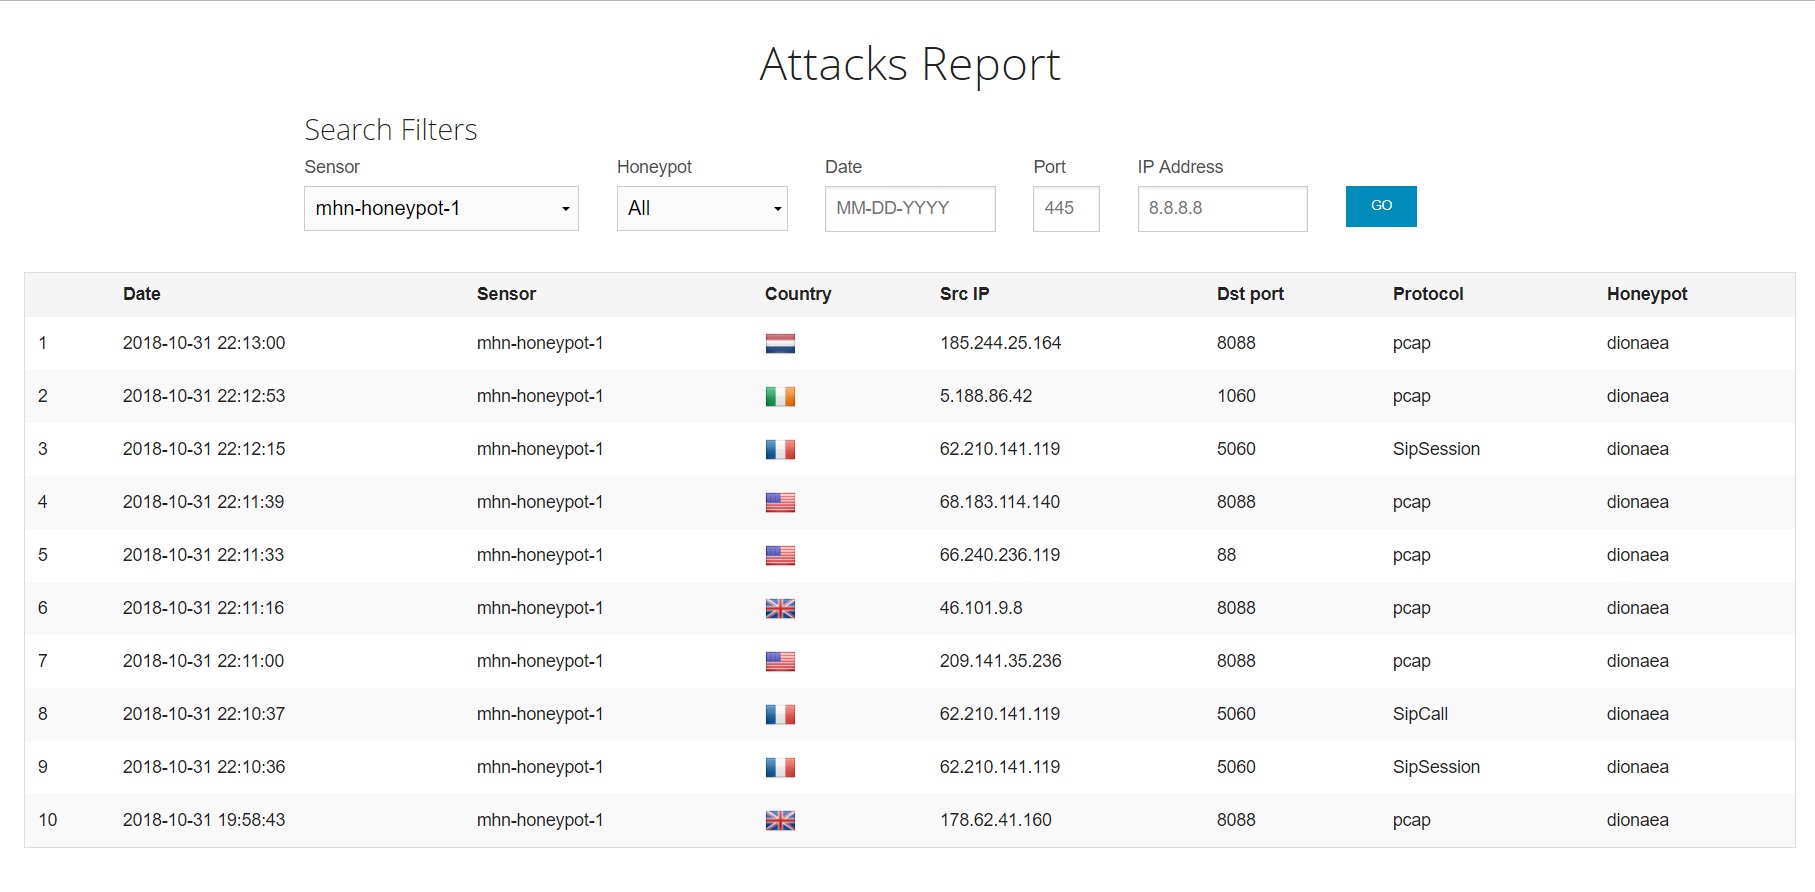 Attacks Report
Search Filters
Sensor Honeypot Date Port IP Address
mhn-honeypot-1 All MM-DD-YYYY 445 8.8.8.8 GO
Date Sensor Country Src IP Dst port Protocol Honeypot
1 2018-10-31 22:13:00 mhn-honeypot-1 185.244.25.164 8088 pcap dionaea
2 2018-10-31 22:12:53 mhn-honeypot-1 5.188.86.42 1060 pcap dionaea
3 2018-10-31 22:12:15 mhn-honeypot-1 62.210.141.119 5060 SipSession dionaea
4 2018-10-31 22:11:39 mhn-honeypot-1 68.183.114.140 8088 pcap dionaea
5 2018-10-31 22:11:33 mhn-honeypot-1 66.240.236.119 88 pcap dionaea
6 2018-10-31 22:11:16 mhn-honeypot-1 46.101.9.8 8088 pcap dionaea
7 2018-10-31 22:11:00 mhn-honeypot-1 209.141.35.236 8088 pcap dionaea
8 2018-10-31 22:10:37 mhn-honeypot-1 62.210.141.119 5060 SipCall dionaea
9 2018-10-31 22:10:36 mhn-honeypot-1 62.210.141.119 5060 SipSession dionaea
10 2018-10-31 19:58:43 mhn-honeypot-1 178.62.41.160 8088 pcap dionaea